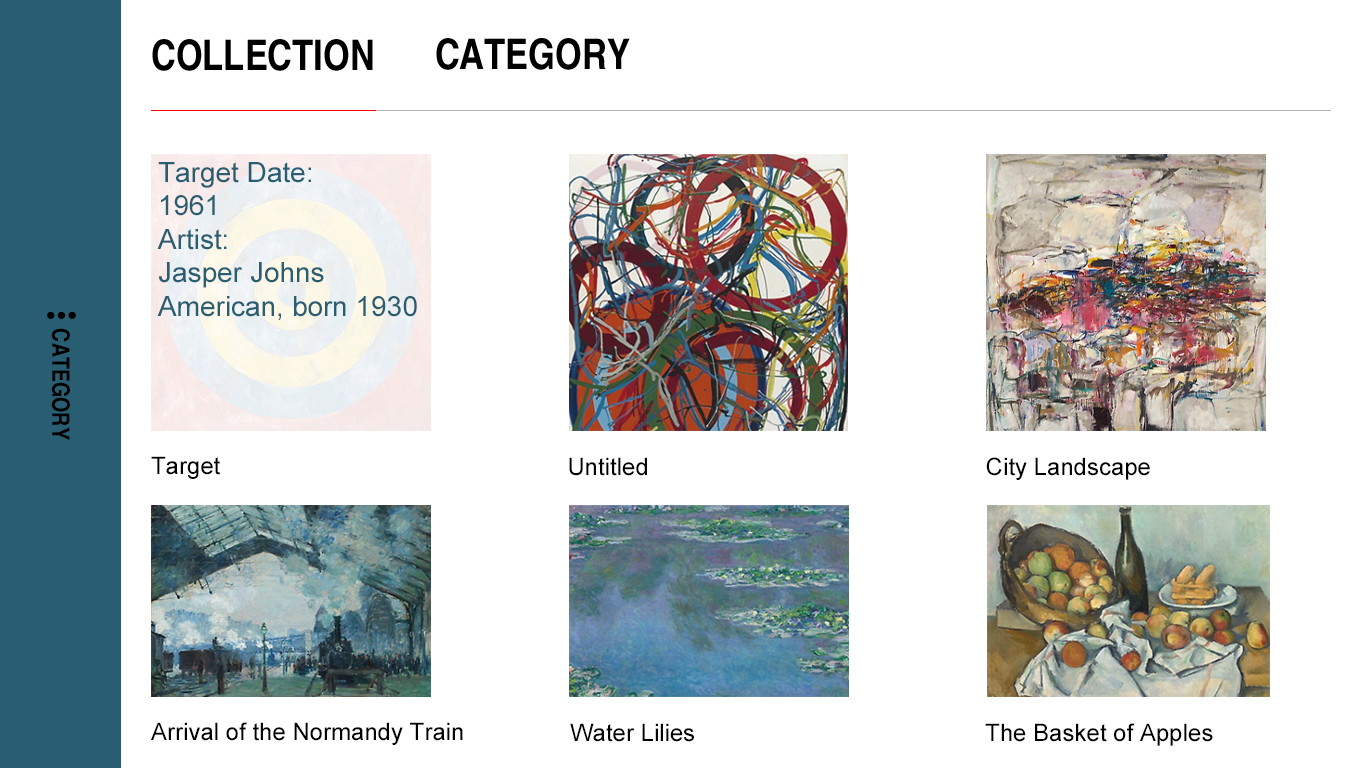 COLLECTION
CATEGORY
CATEGORY
Target Date:
1961
Artist:
Jasper Johns
American, born 1930
Target
Untitled
City Landscape
Arrival of the Normandy Train
Water Lilies
The Basket of Apples